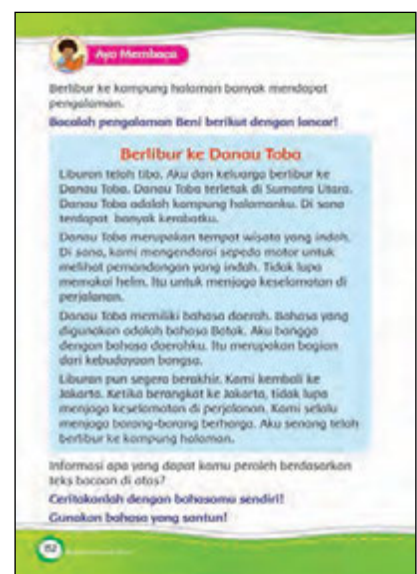 Ayo Membaca
Berlibur ke kampung halaman banyak mendapat
pengalaman.
Bacalah pengalaman Beni berikut dengan lancar!
Berlibur ke Danau Toba
Liburan telah tiba. Aku dan keluarga berlibur ke
Danau Toba. Danau Toba terletak di Sumatra Utara.
Danau Toba adalah kampung halamanku. Di sana
terdapat banyak kerabatku.
Danau Toba merupakan tempat wisata yang indah.
Di sana, kami mengendarai sepeda motor untuk
melihat pemandangan yang indah. Tidak lupa
memakai helm. Itu untuk menjaga keselamatan di
perjalanan.
Danau Toba memiliki bahasa daerah. Bahasa yang
digunakan adalah bahasa Batak. Aku bangga
dengan bahasa daerahku. Itu merupakan bagian
dari kebudayaan bangsa.
Liburan pun segera berakhir. Kami kembali ke
Jakarta. Ketika berangkat ke Jakarta, tidak lupa
menjaga keselamatan di perjalanan. Kami selalu
menjaga barang-barang berharga. Aku senang telah
berlibur ke kampung halaman.
Informasi apa yang dapat kamu peroleh berdasarkan
teks bacaan di atas?
Ceritakanlah dengan bahasamu sendiri!
Gunakan bahasa yang santun!